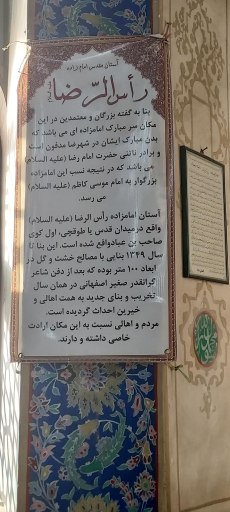 آستان مقدس امام زاده
رأس الرّضا
بنا به گفته بزرگان و معتمدین در این
مکان سر مبارک امامزاده ای می باشد که
بدن مبارک ایشان در شهرضا مدفون است
و برادر ناتنی حضرت امام رضا (علیه السلام)
می باشد که در نتیجه نسب این امامزاده
بزرگوار به امام موسی کاظم (علیه السلام)
می رسد.
آستان امامزاده رأس الرضا (علیه السلام)
واقع درمیدان قدس یا طوقچی، اول کوی
صاحب بن عبادواقع شده است. این بنا تا
سال ۱۳۴۹ بنایی با مصالح خشت و گل در
ابعاد ۱۰۰ متر بوده که بعد از دفن شاعر
گرانقدر صغیر اصفهانی در همان سال
تخریب و بنای جدید به همت اهالی و
خیرین احداث گردیده است.
مردم و اهالی نسبت به این مکان ارادت
خاصی داشته و دارند.